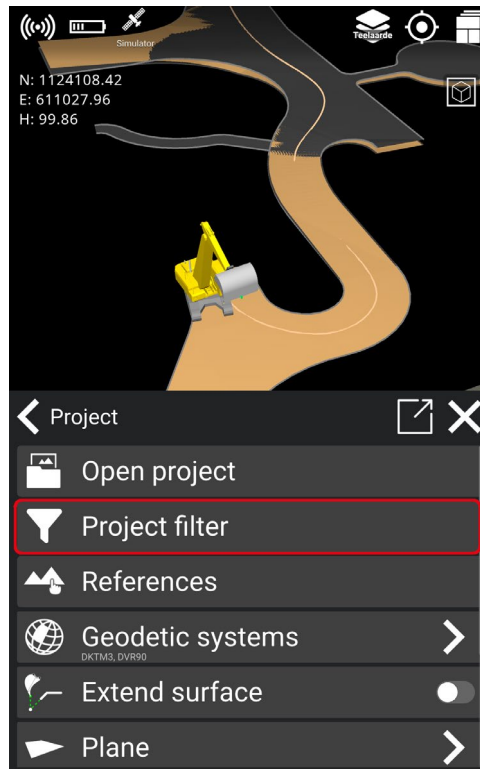 Simulator
Teelaarde
N: 1124108.42
E: 611027.96
H: 99.86
Project
Open project
Project filter
References
Geodetic systems
DKTM3, DVR90
Extend surface
Plane